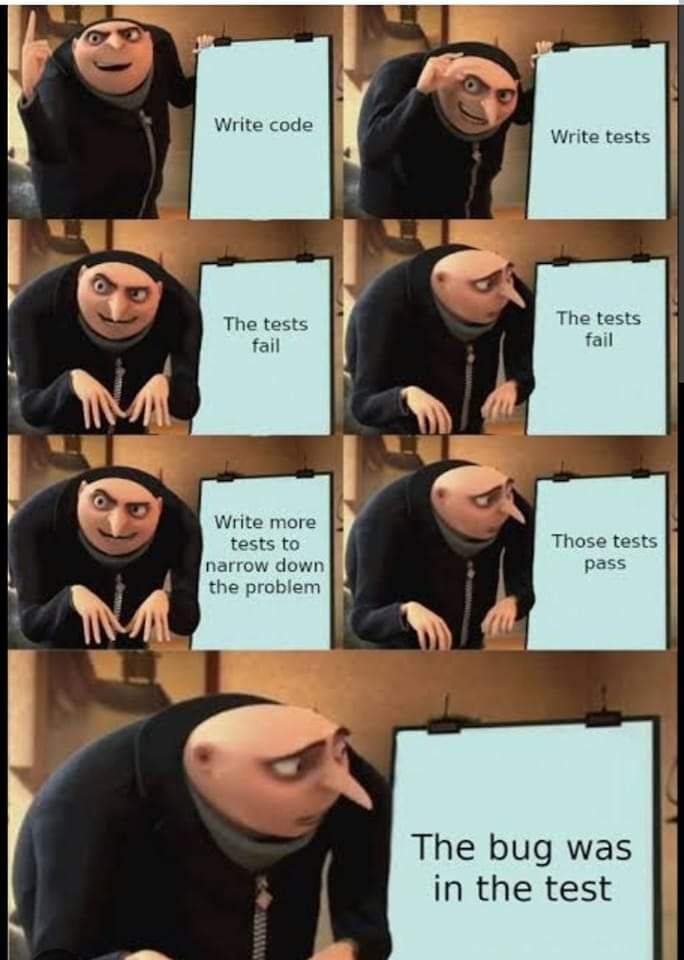 Write code
Write tests
The tests
fail
The tests
fail
Write more
tests to
narrow down
the problem
Those tests
pass
The bug was
in the test